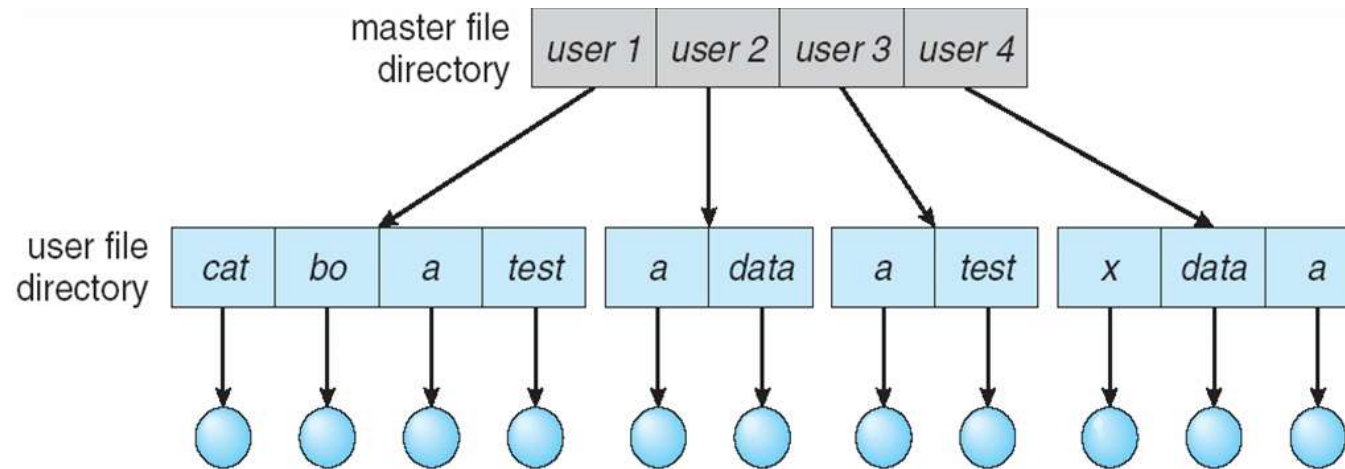 master file
directory
user 1 user 2 user 3 user 4
user file
directory
cat bo a test a data a test x data a